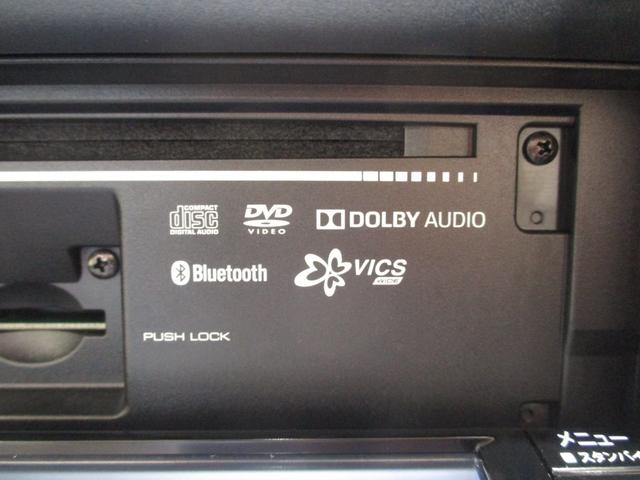 COMPACT
disc
DIGITAL AUDIO
DVD
VIDEO
DOLBY AUDIO
Bluetooth
VICS
WIDE
PUSH LOCK
メニュー
■スタンバイ